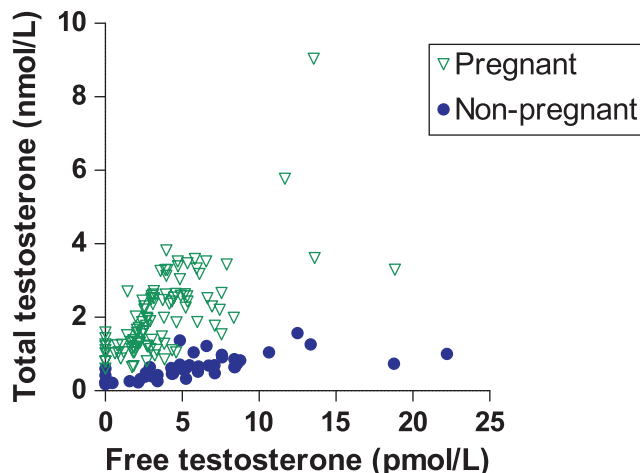 Total testosterone (nmol/L)
10
8
6
4
2
0
0 5 10 15 20 25
Free testosterone (pmol/L)
Pregnant
Non-pregnant